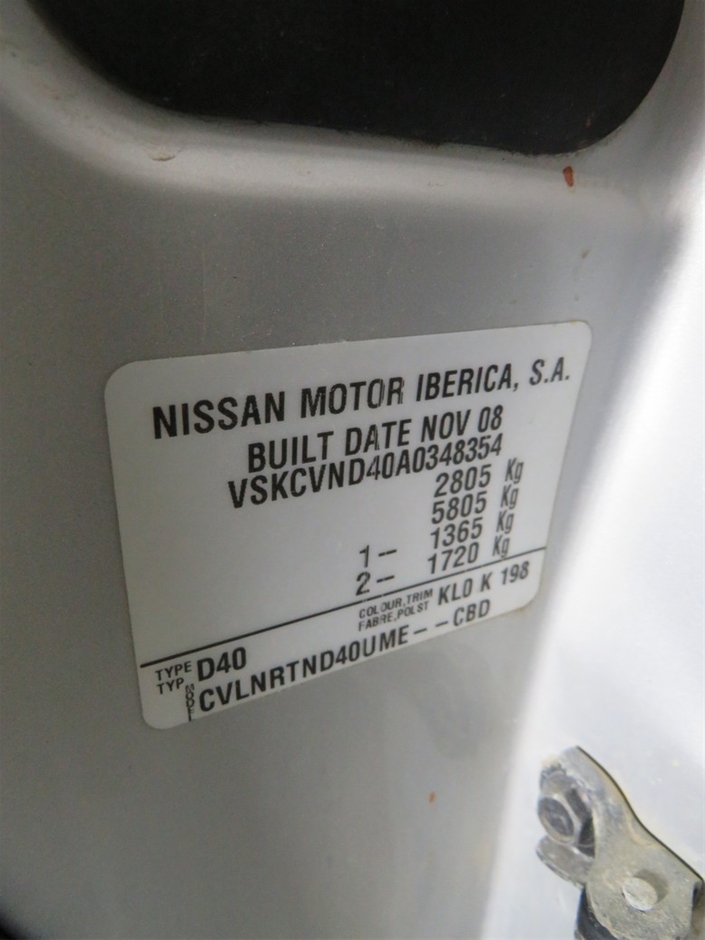 NISSAN MOTOR IBERICA, S.A.
BUILT DATE NOV 08
VSKCVND40A0348354
2805 Kg
5805 Kg
1-- 1365 Kg
2-- 1720 Kg
COLOUR,TRIM
FABRE,POLST KL0 K 198
TYPE
TYP D40
MODEL CVLNRTND40UME--CBD